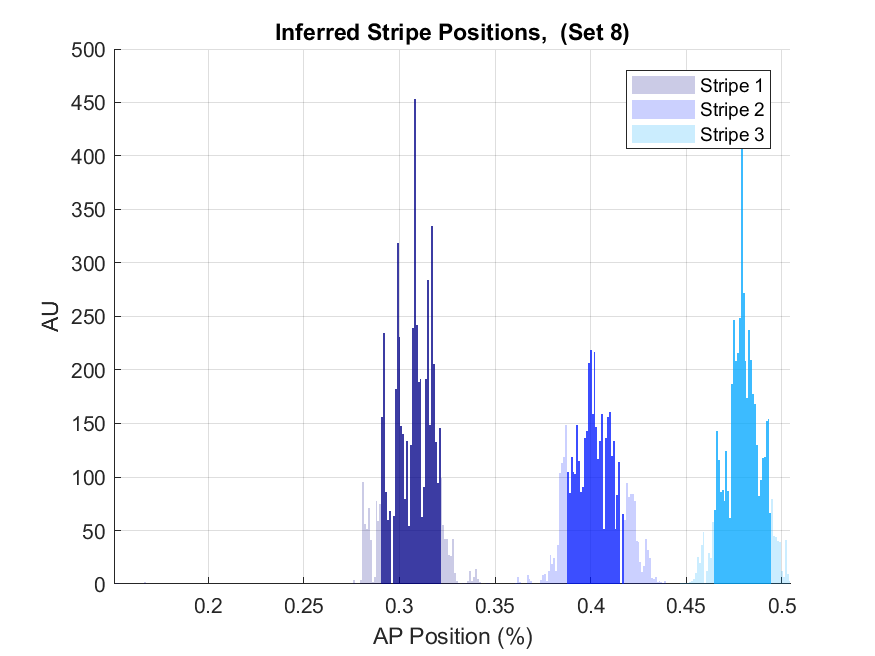 Inferred Stripe Positions,  (Set 8)
500
450
400
350
300
250
200
150
100
50
0
AU
Stripe 1
Stripe 2
Stripe 3
0.2 0.25 0.3 0.35 0.4 0.45 0.5
AP Position (%)